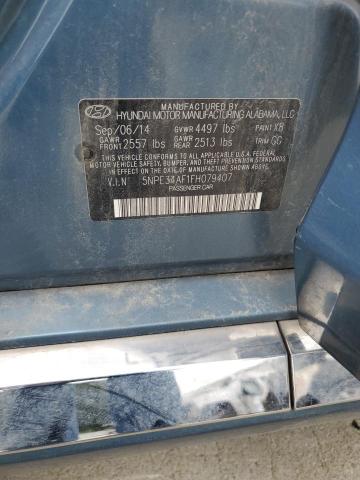 MANUFACTURED BY
HYUNDAI MOTOR MANUFACTURING ALABAMA, LLC
Sep/06/14 GVWR 4497 lbs PAINT XB
GAWR FRONT 2557 lbs GAWR REAR 2513 lbs TRIM GC
THIS VEHICLE CONFORMS TO ALL APPLICABLE U.S.A. FEDERAL
MOTOR VEHICLE SAFETY, BUMPER, AND THEFT PREVENTION
STANDARDS IN EFFECT ON THE DATE OF MANUFACTURE SHOWN ABOVE.
V.I.N 5NPE34AF1FH079407
PASSENGER CAR